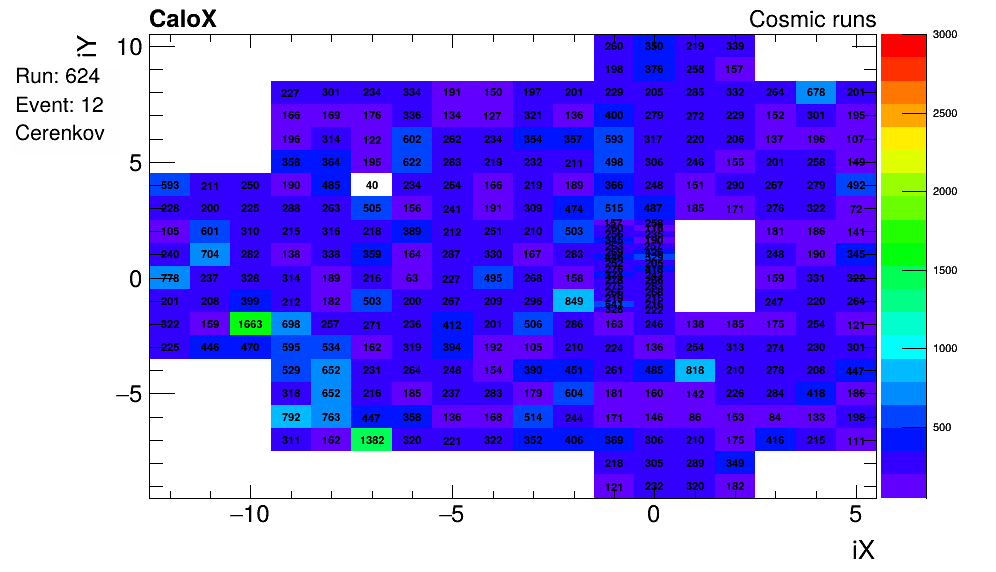 CaloX Cosmic runs
iY
Run: 624
Event: 12
Cerenkov
10 260 350 219 339 3000
198 376 258 157
227 301 234 334 191 150 197 201 229 205 285 332 264 678 201
166 169 176 336 134 127 321 136 400 279 272 229 152 301 195 2500
196 314 122 602 262 234 354 357 593 317 220 206 137 196 107
5 358 364 195 622 263 219 232 211 498 306 246 155 201 258 149
593 211 250 190 485 40 234 264 166 219 189 366 248 151 290 267 279 492 2000
228 200 225 288 263 505 156 241 191 309 474 515 487 185 171 276 322 72
105 601 310 215 316 218 389 212 251 210 503 181 186 141
240 704 282 138 338 359 164 287 330 167 268 248 190 345
0 778 237 328 314 189 216 63 227 495 283 158 159 331 322 1500
201 208 399 212 182 503 200 267 209 296 849 247 220 264
522 159 1663 698 257 271 236 412 201 506 286 163 246 138 185 175 254 121
225 446 470 595 534 162 319 394 192 105 210 224 136 254 313 274 230 301 1000
529 652 231 264 248 154 390 451 261 485 818 210 278 208 447
−5 318 652 216 185 237 283 179 604 181 160 142 226 284 418 186
792 763 447 358 136 168 514 244 171 146 86 153 84 133 198 500
311 162 1382 320 221 322 352 406 369 306 210 175 416 215 111
218 305 289 349
121 232 320 182
−10 −5 0 5
iX